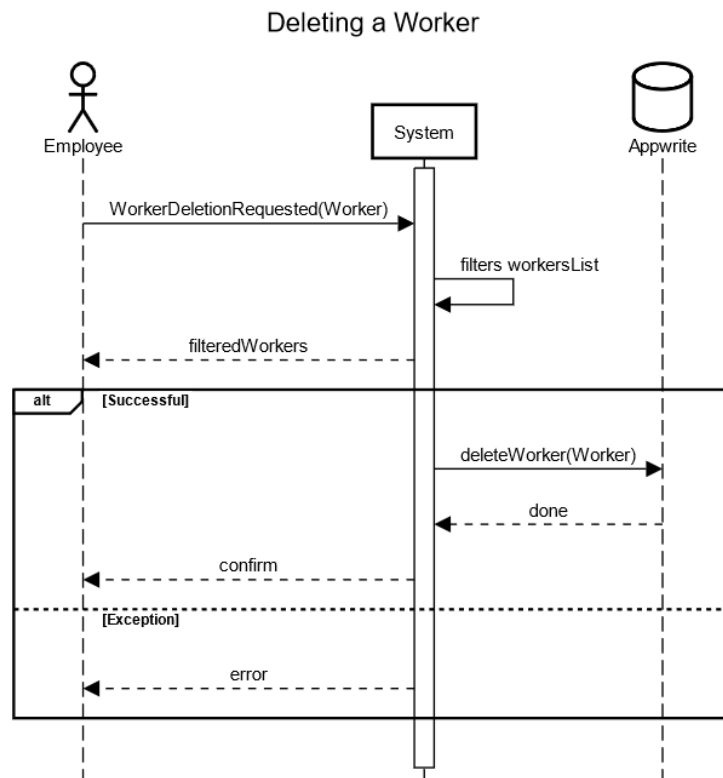 Deleting a Worker
Employee
System
Appwrite
WorkerDeletionRequested(Worker)
filters workersList
filteredWorkers
alt
[Successful]
deleteWorker(Worker)
done
confirm
[Exception]
error